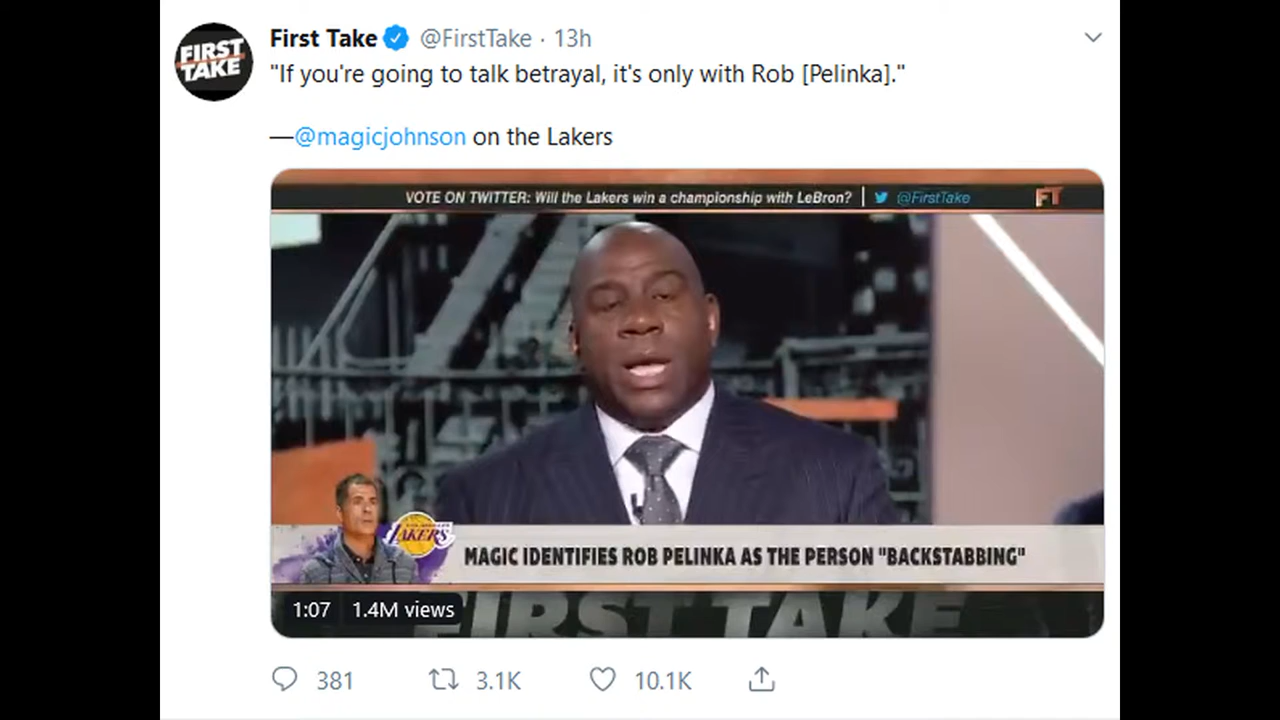 FIRST
TAKE
First Take @FirstTake · 13h
"If you're going to talk betrayal, it's only with Rob [Pelinka]."
—@magicjohnson on the Lakers
VOTE ON TWITTER: Will the Lakers win a championship with LeBron? | @FirstTake FT
LAKERS
MAGIC IDENTIFIES ROB PELINKA AS THE PERSON "BACKSTABBING"
1:07 1.4M views
FIRST TAKE
381 3.1K 10.1K